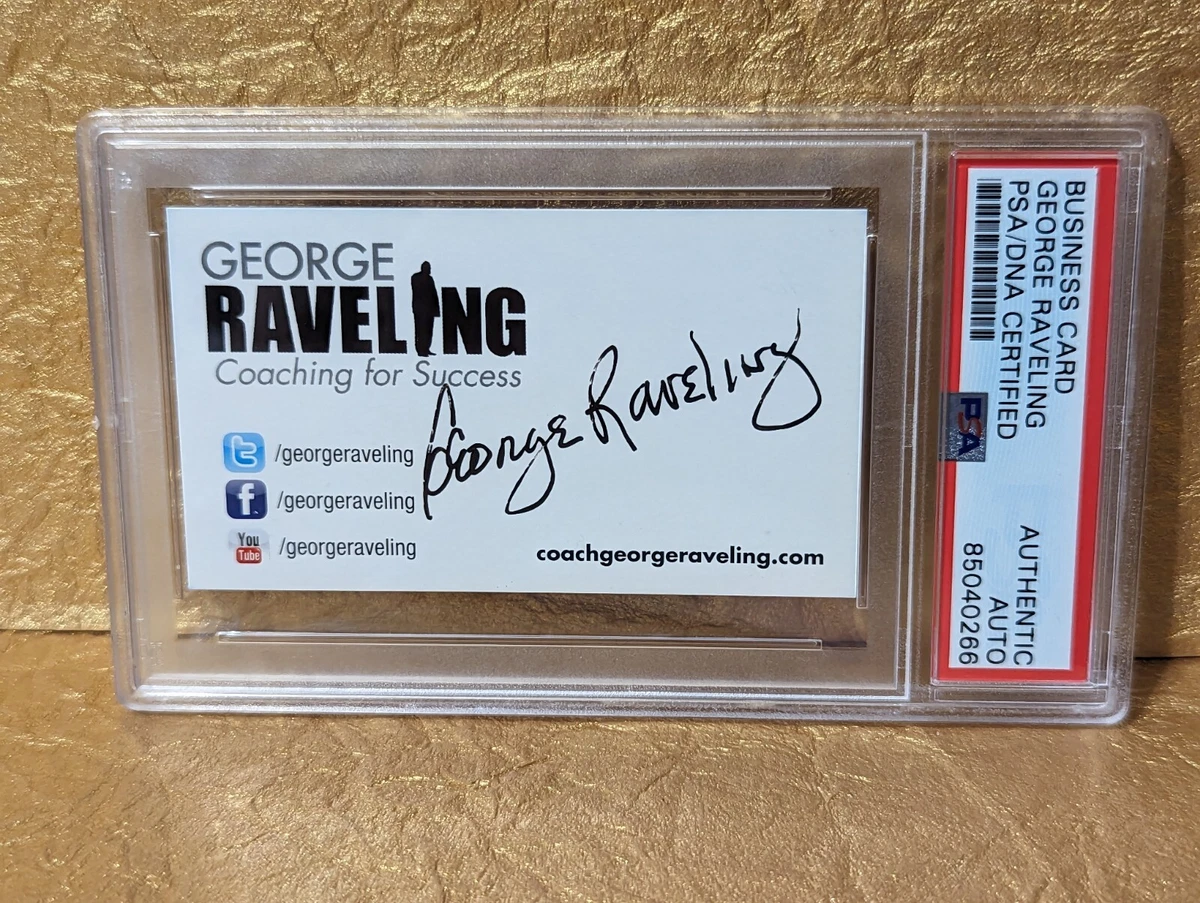 GEORGE
RAVELING
Coaching for Success
/georgeraveling
/georgeraveling
You
Tube
/georgeraveling
George Raveling
coachgeorgeraveling.com
BUSINESS CARD
GEORGE RAVELING
PSA/DNA CERTIFIED
PSA
AUTHENTIC
AUTO
85040266